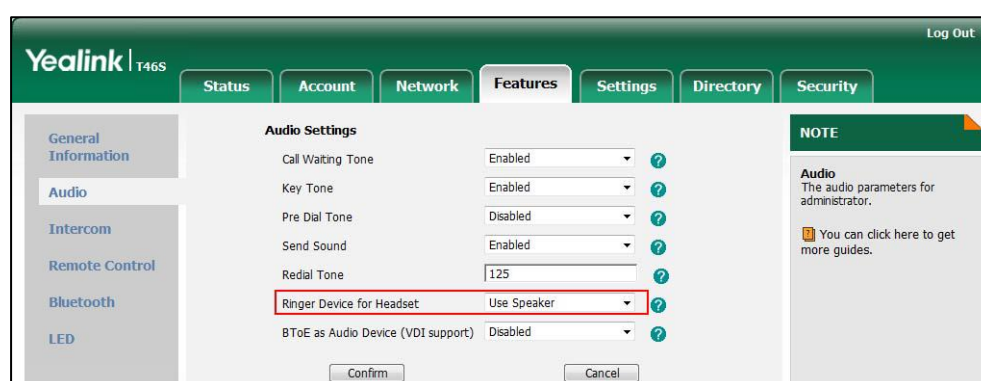 Log Out
Yealink T46S
Status Account Network Features Settings Directory Security
General
Information
Audio
Intercom
Remote Control
Bluetooth
LED
Audio Settings
Call Waiting Tone Enabled ?
Key Tone Enabled ?
Pre Dial Tone Disabled ?
Send Sound Enabled ?
Redial Tone 125 ?
Ringer Device for Headset Use Speaker ?
BToE as Audio Device (VDI support) Disabled ?
Confirm Cancel
NOTE
Audio
The audio parameters for
administrator.
? You can click here to get
more guides.